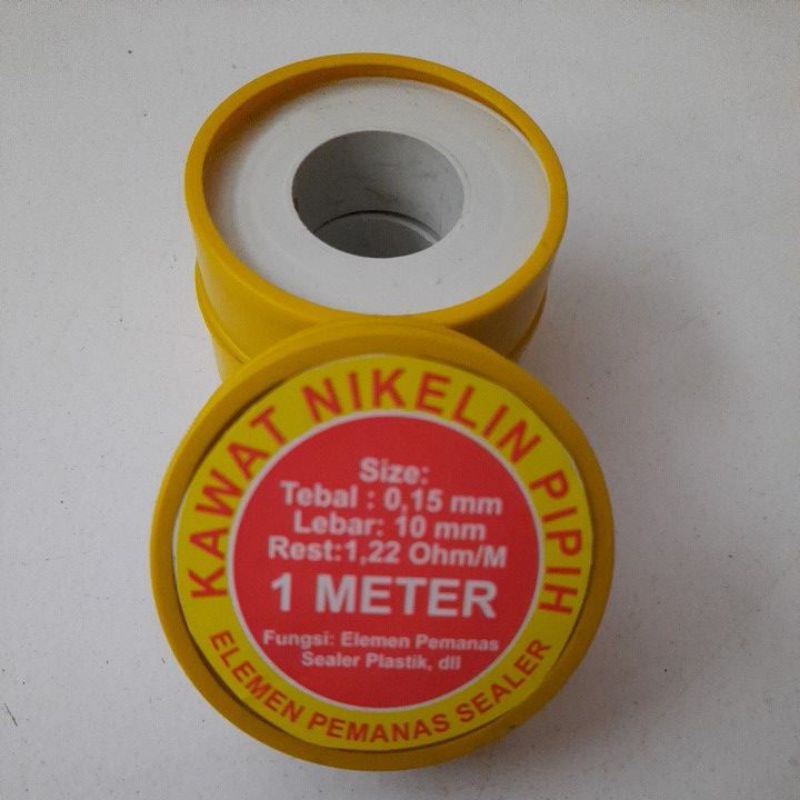 KAWAT NIKELIN PIPIH
Size:
Tebal : 0,15 mm
Lebar: 10 mm
Rest:1,22 Ohm/M
1 METER
Fungsi: Elemen Pemanas
Sealer Plastik, dll
ELEMEN PEMANAS SEALER